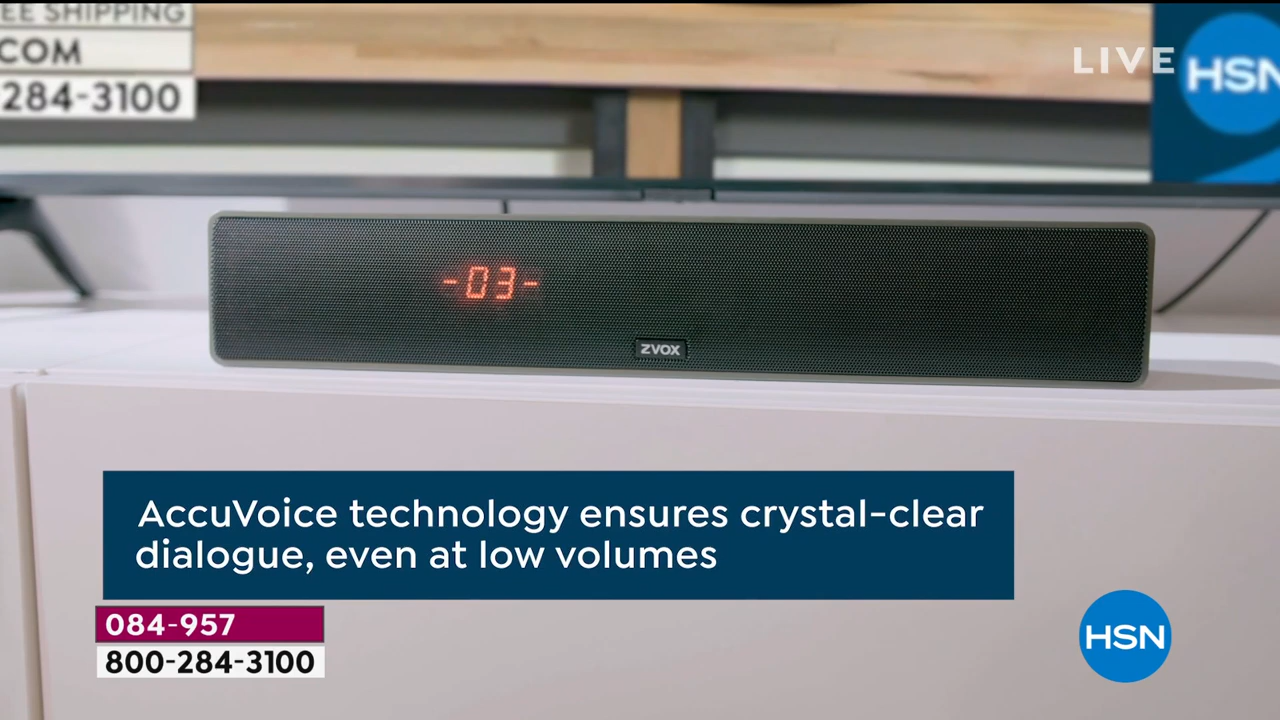 EE SHIPPING
.COM
-284-3100
LIVE
HSN
-03-
ZVOX
AccuVoice technology ensures crystal-clear
dialogue, even at low volumes
084-957
800-284-3100
HSN